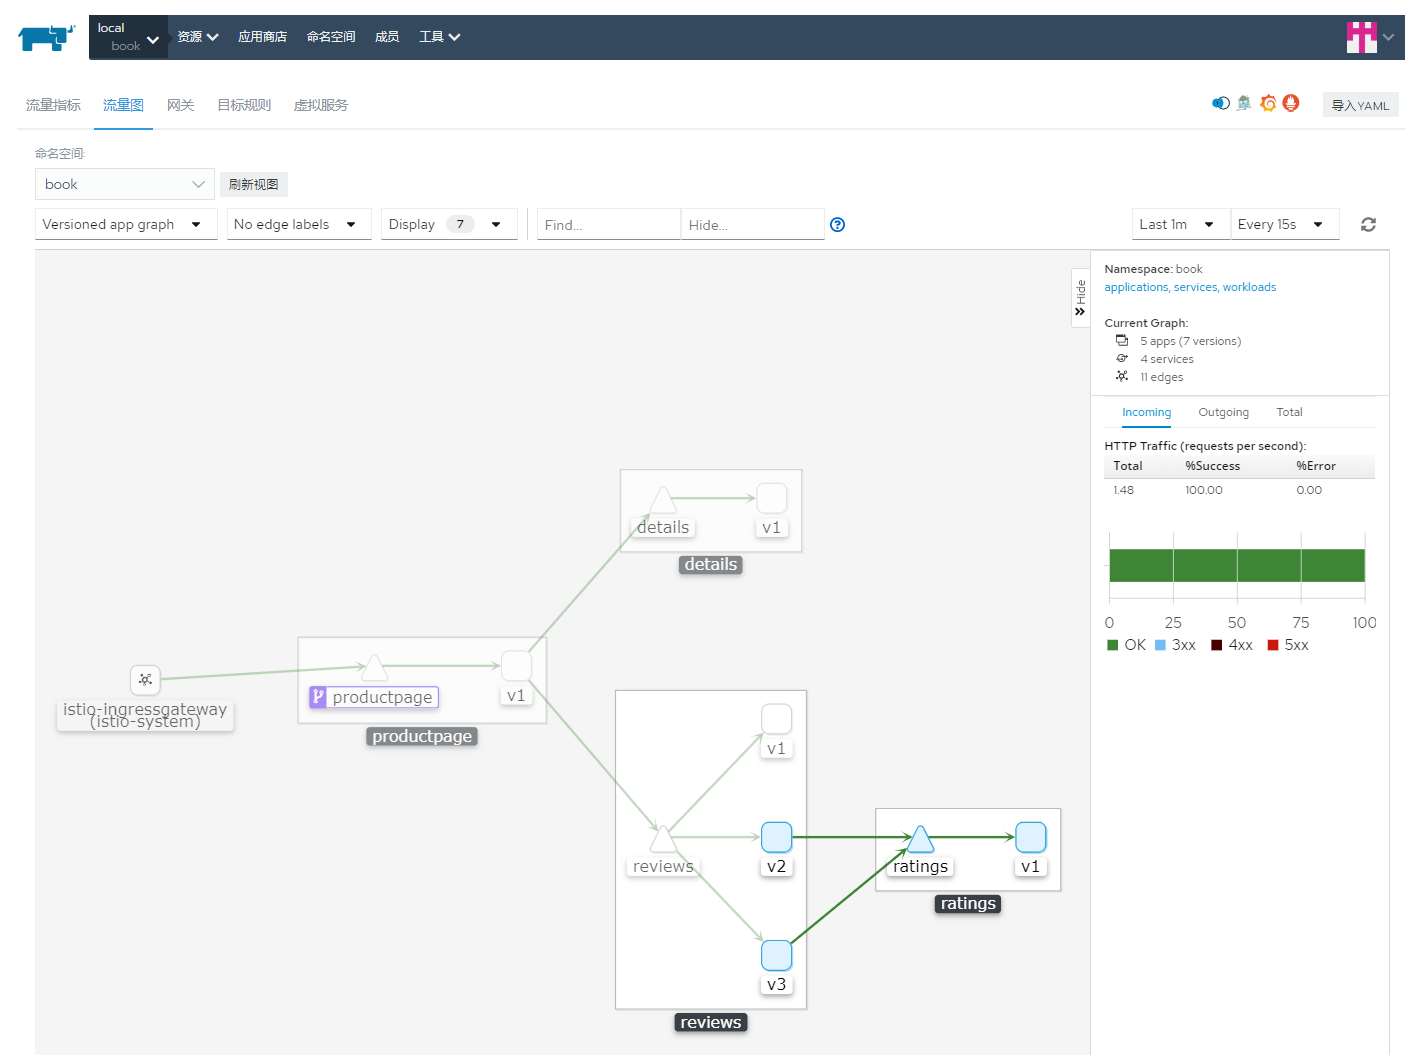 local
book
资源
应用商店
命名空间
成员
工具
流量指标
流量图
网关
目标规则
虚拟服务
导入YAML
命名空间:
book
刷新视图
Versioned app graph
No edge labels
Display 7
Find...
Hide...
Last 1m
Every 15s
Hide
Namespace: book
applications, services, workloads
Current Graph:
5 apps (7 versions)
4 services
11 edges
Incoming
Outgoing
Total
HTTP Traffic (requests per second):
Total %Success %Error
1.48 100.00 0.00
0 25 50 75 100
OK 3xx 4xx 5xx
details
v1
details
istio-ingressgateway
(istio-system)
productpage
v1
productpage
v1
reviews
v2
v3
reviews
ratings
v1
ratings